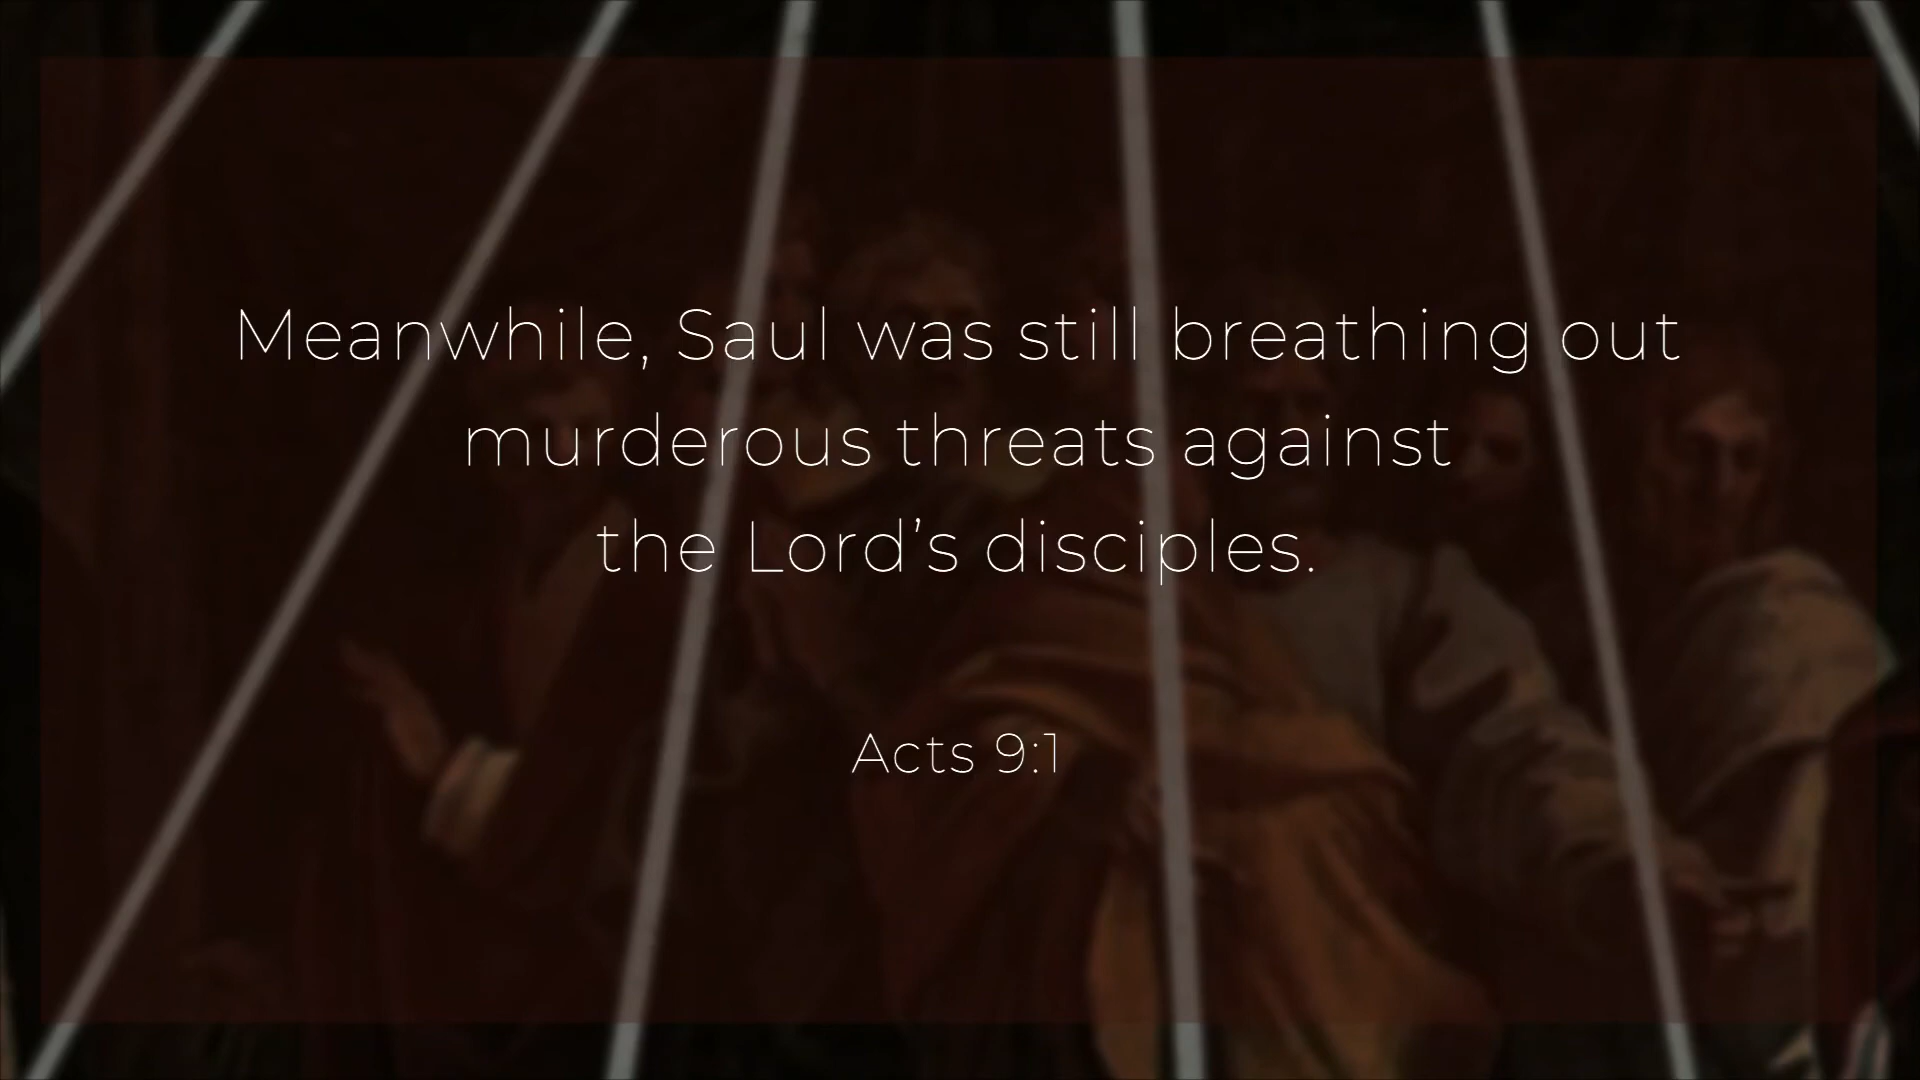 Meanwhile, Saul was still breathing out
murderous threats against
the Lord’s disciples.
Acts 9:1